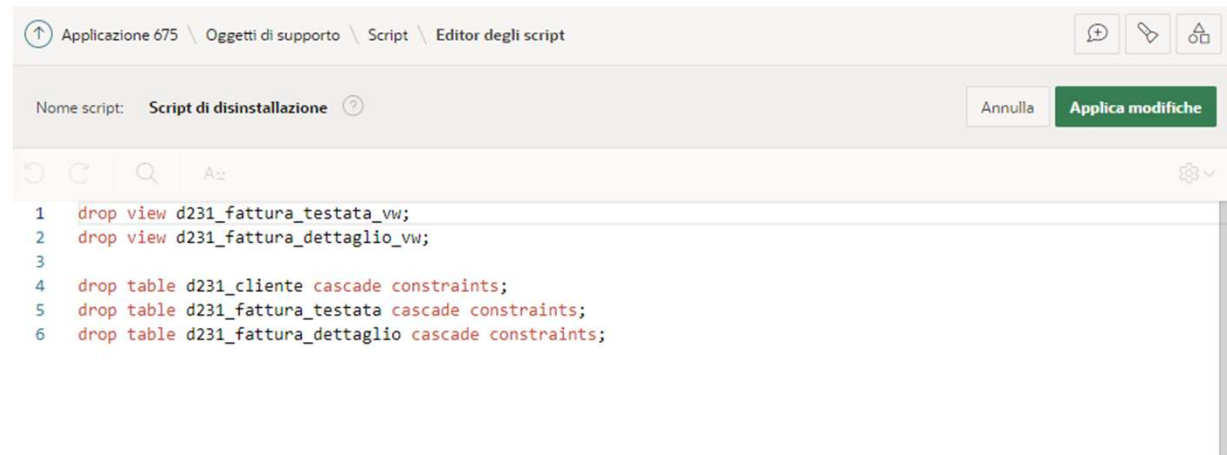 Applicazione 675 \ Oggetti di supporto \ Script \ Editor degli script
Nome script: Script di disinstallazione ? Annulla Applica modifiche
A
1 drop view d231_fattura_testata_vw;
2 drop view d231_fattura_dettaglio_vw;
3
4 drop table d231_cliente cascade constraints;
5 drop table d231_fattura_testata cascade constraints;
6 drop table d231_fattura_dettaglio cascade constraints;